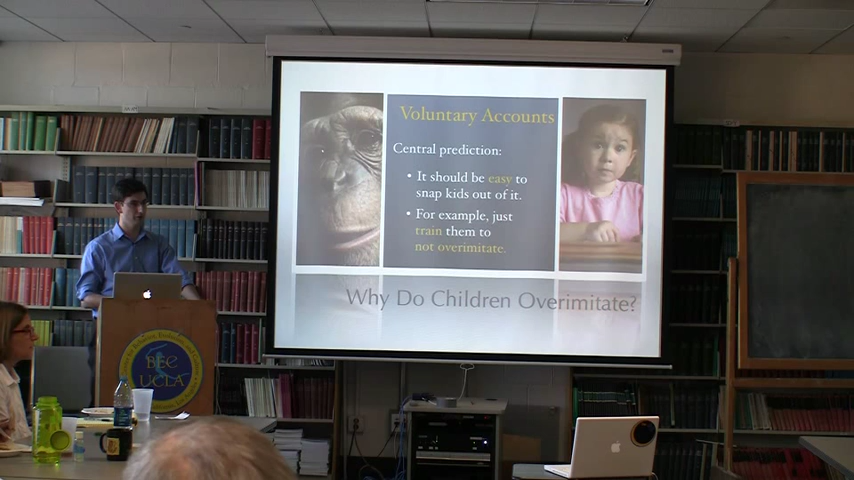 Voluntary Accounts
Central prediction:
• It should be easy to
snap kids out of it.
• For example, just
train them to
not overimitate.
Why Do Children Overimitate?
BEC
UCLA